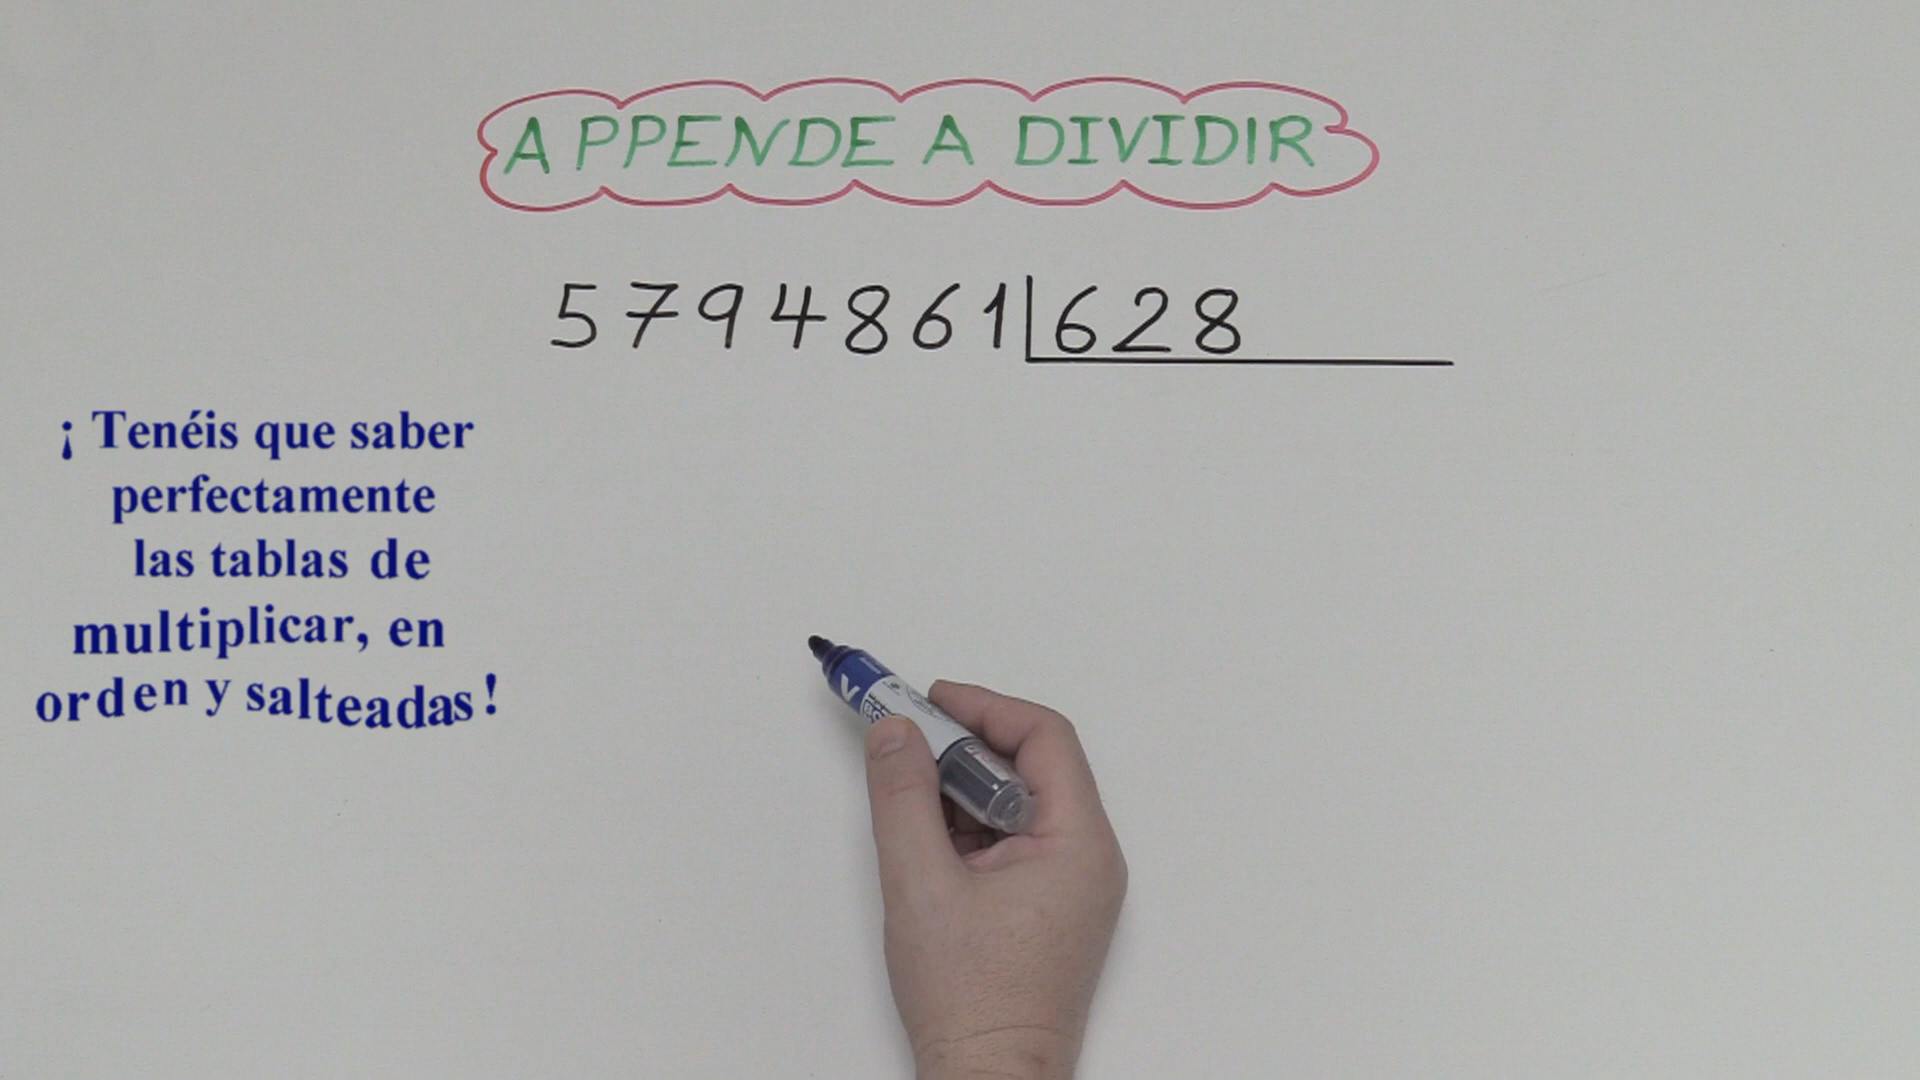 APPENDE A DIVIDIR
5794861 628
¡ Tenéis que saber
perfectamente
las tablas de
multiplicar, en
orden y salteadas!